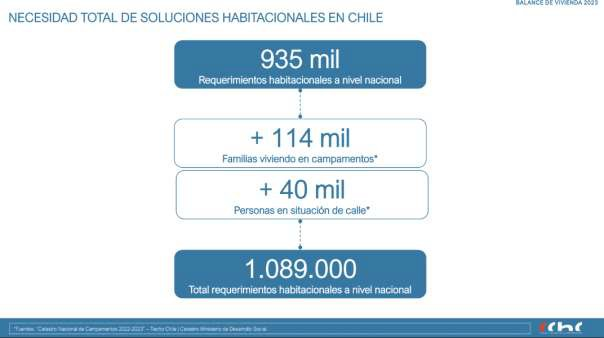 BALANCE DE VIVIENDA 2023
NECESIDAD TOTAL DE SOLUCIONES HABITACIONALES EN CHILE
935 mil
Requerimientos habitacionales a nivel nacional
+ 114 mil
Familias viviendo en campamentos*
+ 40 mil
Personas en situación de calle*
1.089.000
Total requerimientos habitacionales a nivel nacional
*Fuentes: "Catastro Nacional de Campamentos 2022-2023" – Techo Chile | Catastro Ministerio de Desarrollo Social.
cchc